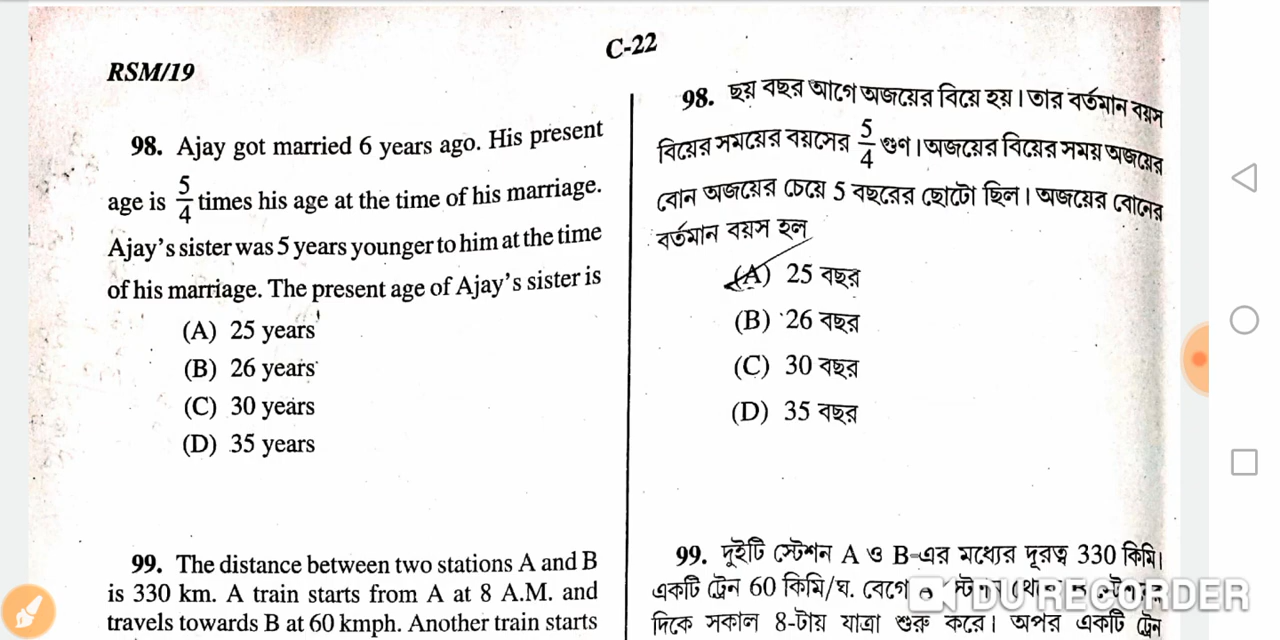 C-22
RSM/19
98. Ajay got married 6 years ago. His present
age is 5/4 times his age at the time of his marriage.
Ajay's sister was 5 years younger to him at the time
of his marriage. The present age of Ajay's sister is
(A) 25 years
(B) 26 years
(C) 30 years
(D) 35 years
99. The distance between two stations A and B
is 330 km. A train starts from A at 8 A.M. and
travels towards B at 60 kmph. Another train starts
98. ছয় বছর আগে অজয়ের বিয়ে হয়। তার বর্তমান বয়স
বিয়ের সময়ের বয়সের 5/4 গুণ। অজয়ের বিয়ের সময় অজয়ের
বোন অজয়ের চেয়ে 5 বছরের ছোটো ছিল। অজয়ের বোনের
বর্তমান বয়স হল
(A) 25 বছর
(B) 26 বছর
(C) 30 বছর
(D) 35 বছর
99. দুইটি স্টেশন A ও B-এর মধ্যের দূরত্ব 330 কিমি।
একটি ট্রেন 60 কিমি/ঘ. বেগে
দিকে সকাল 8-টায় যাত্রা শুরু করে। অপর একটি ট্রেন
DU RECORDER